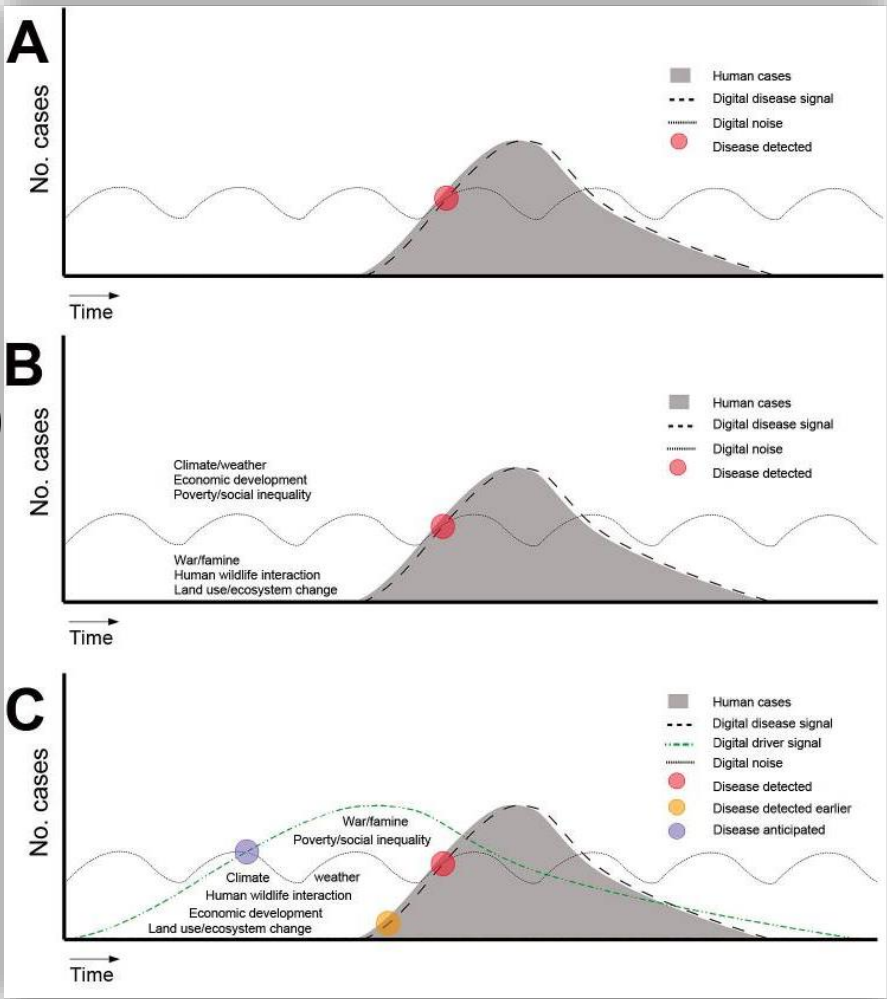 A
No. cases
Human cases
Digital disease signal
Digital noise
Disease detected
Time
B
No. cases
Human cases
Digital disease signal
Digital noise
Disease detected
Climate/weather
Economic development
Poverty/social inequality
War/famine
Human wildlife interaction
Land use/ecosystem change
Time
C
No. cases
Human cases
Digital disease signal
Digital driver signal
Digital noise
Disease detected
Disease detected earlier
Disease anticipated
War/famine
Poverty/social inequality
Climate weather
Human wildlife interaction
Economic development
Land use/ecosystem change
Time